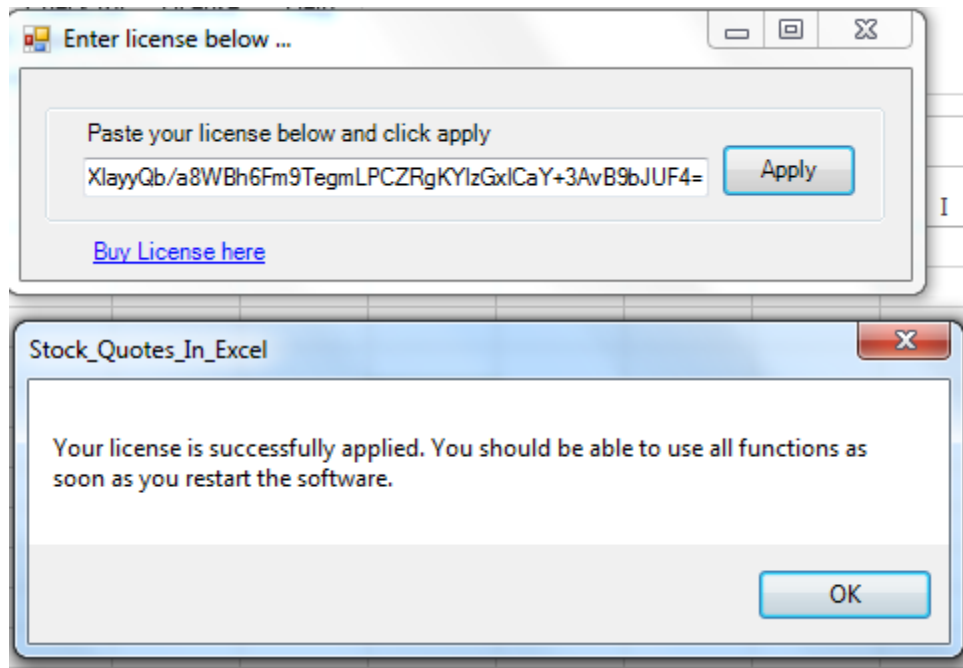 Enter license below ...
Paste your license below and click apply
XlayyQb/a8WBh6Fm9TegmLPCZRgKYIzGxlCaY+3AvB9bJUF4=
Apply
I
Buy License here
Stock_Quotes_In_Excel
Your license is successfully applied. You should be able to use all functions as
soon as you restart the software.
OK